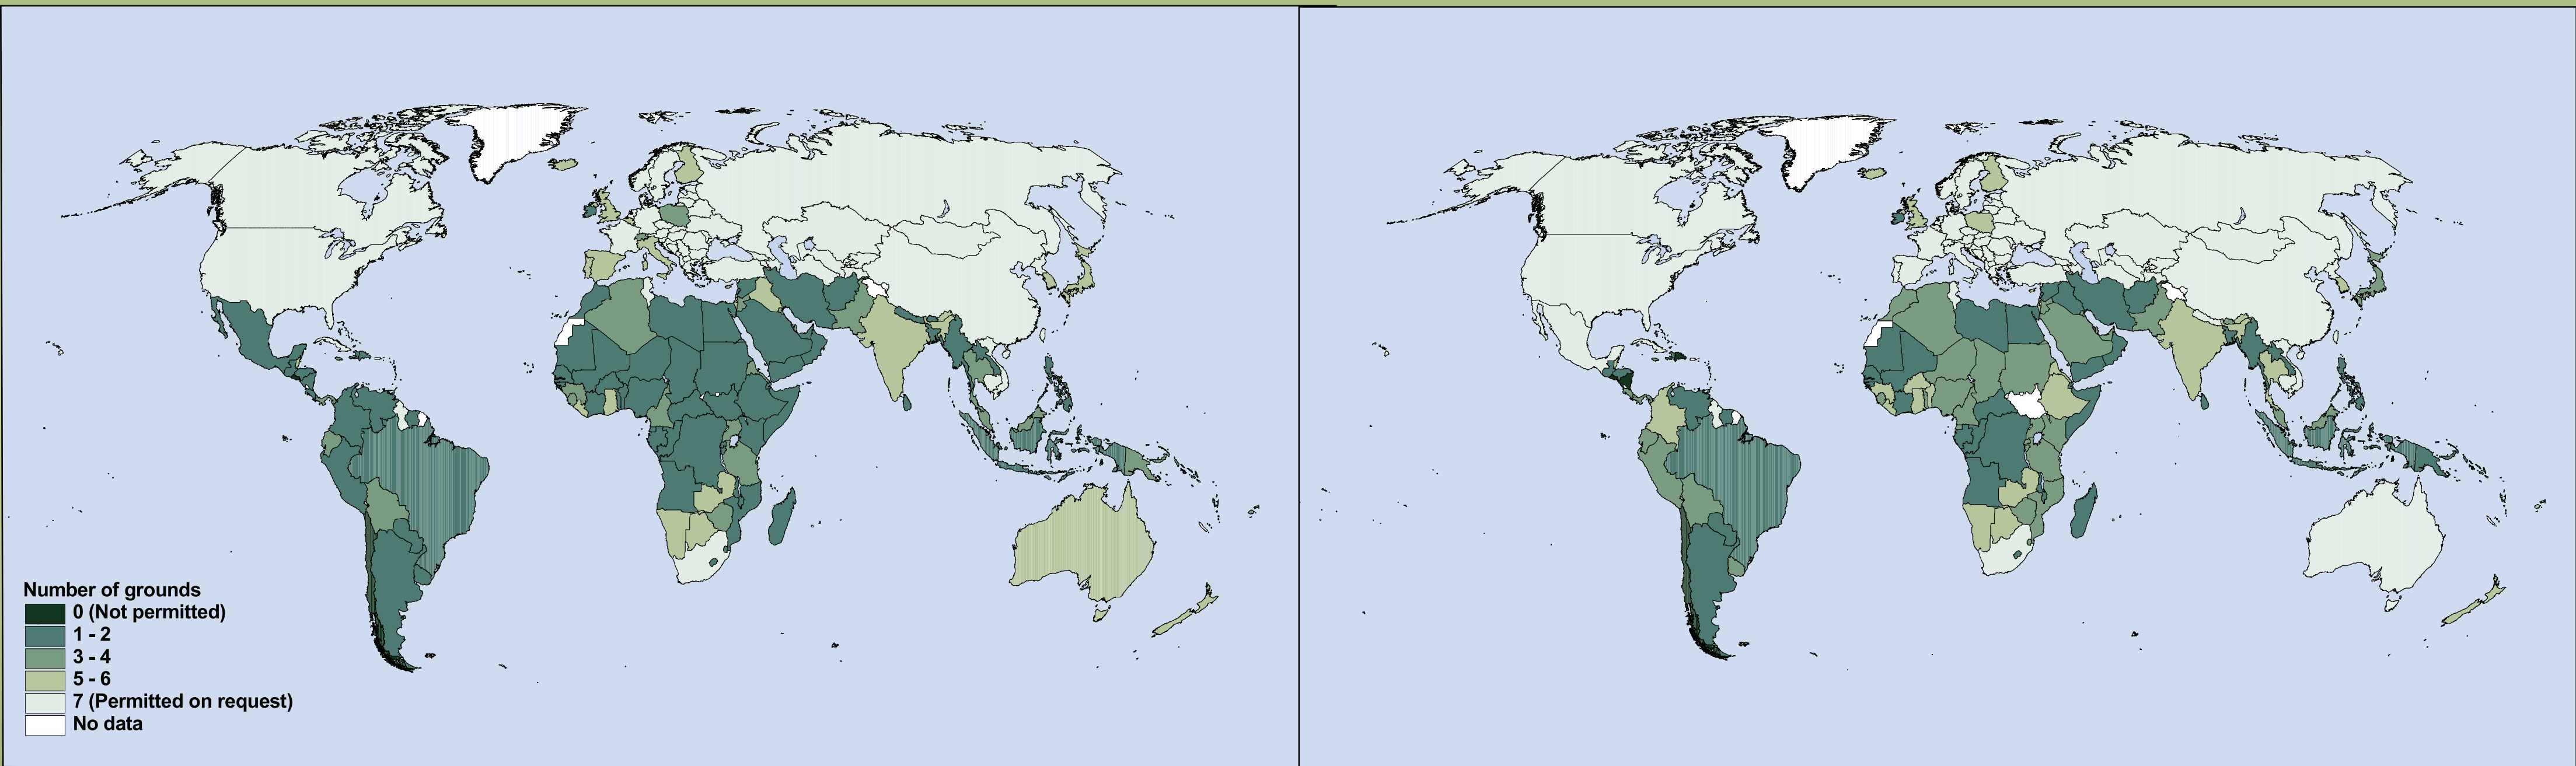 Number of grounds
0 (Not permitted)
1 - 2
3 - 4
5 - 6
7 (Permitted on request)
No data